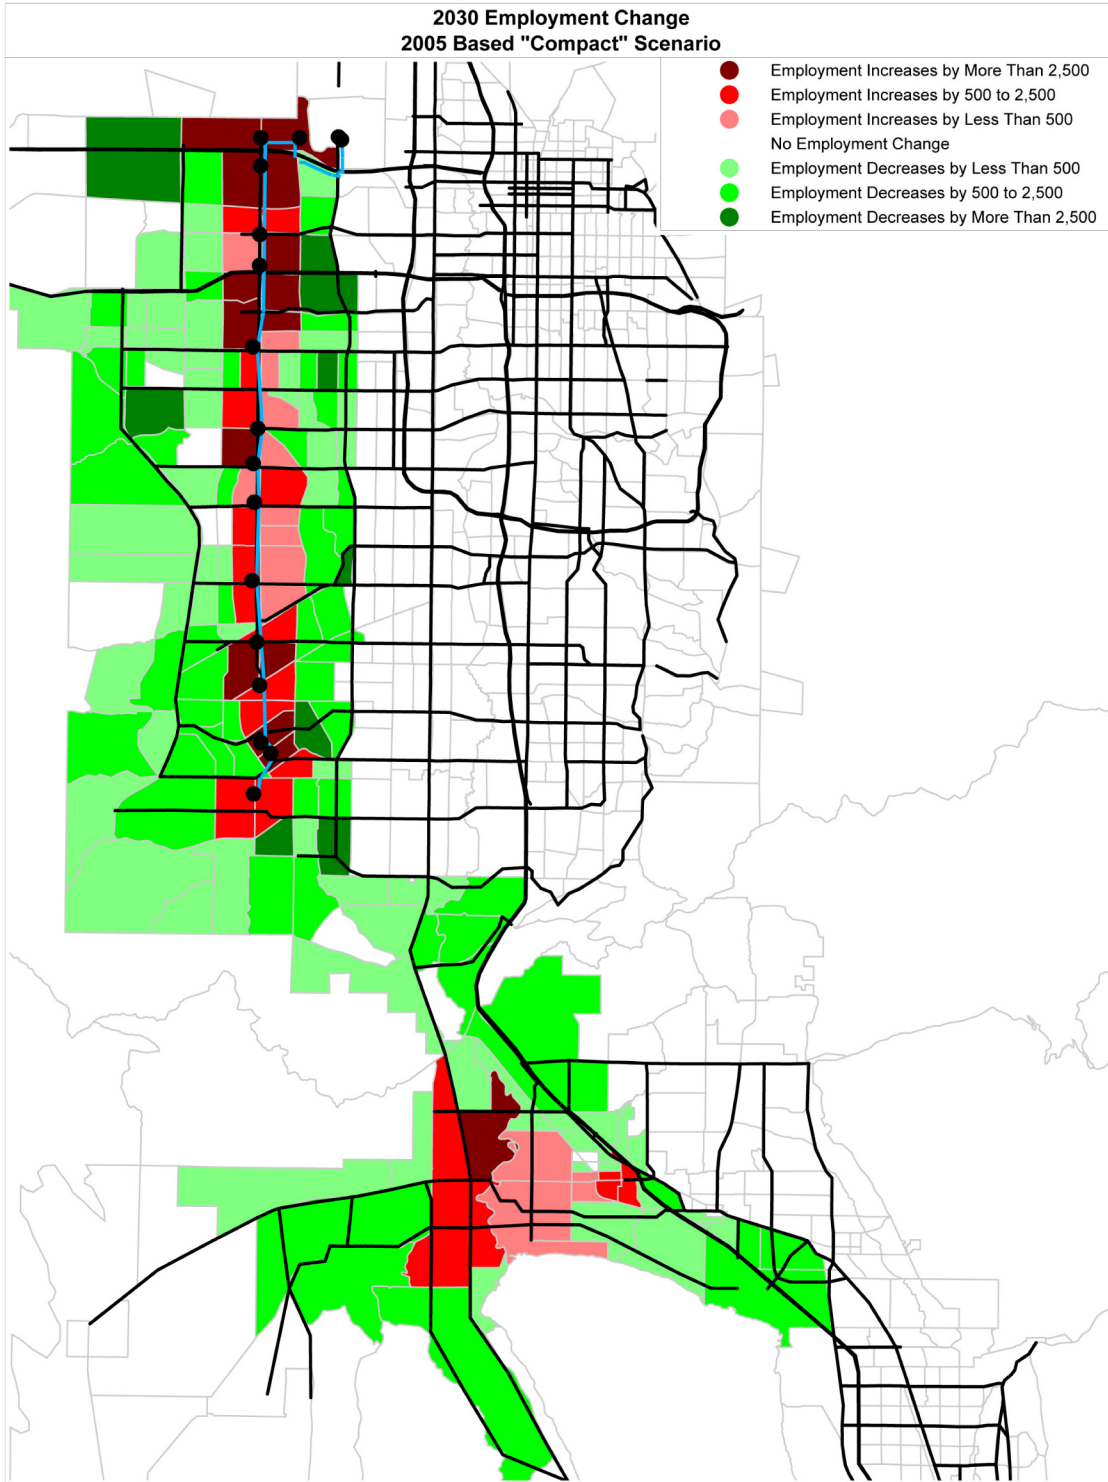 2030 Employment Change
2005 Based "Compact" Scenario
Employment Increases by More Than 2,500
Employment Increases by 500 to 2,500
Employment Increases by Less Than 500
No Employment Change
Employment Decreases by Less Than 500
Employment Decreases by 500 to 2,500
Employment Decreases by More Than 2,500